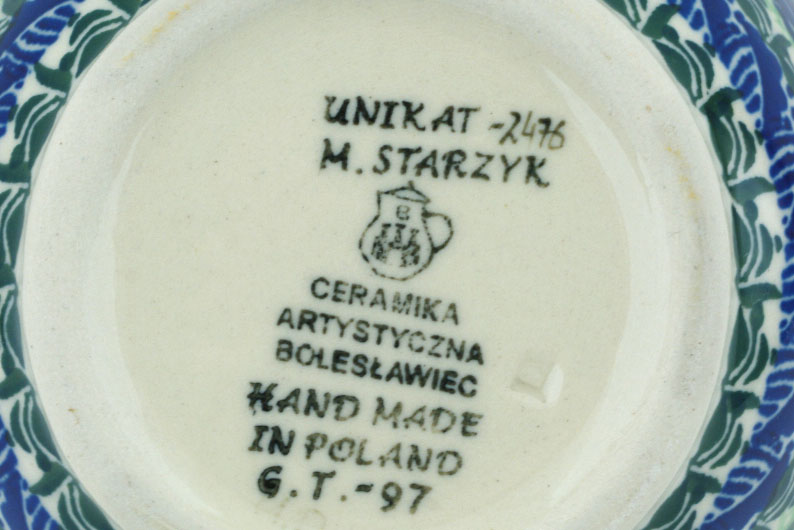 UNIKAT -2476
M. STARZYK
B
CERAMIKA
ARTYSTYCZNA
BOLESŁAWIEC
HAND MADE
IN POLAND
G.T.-97